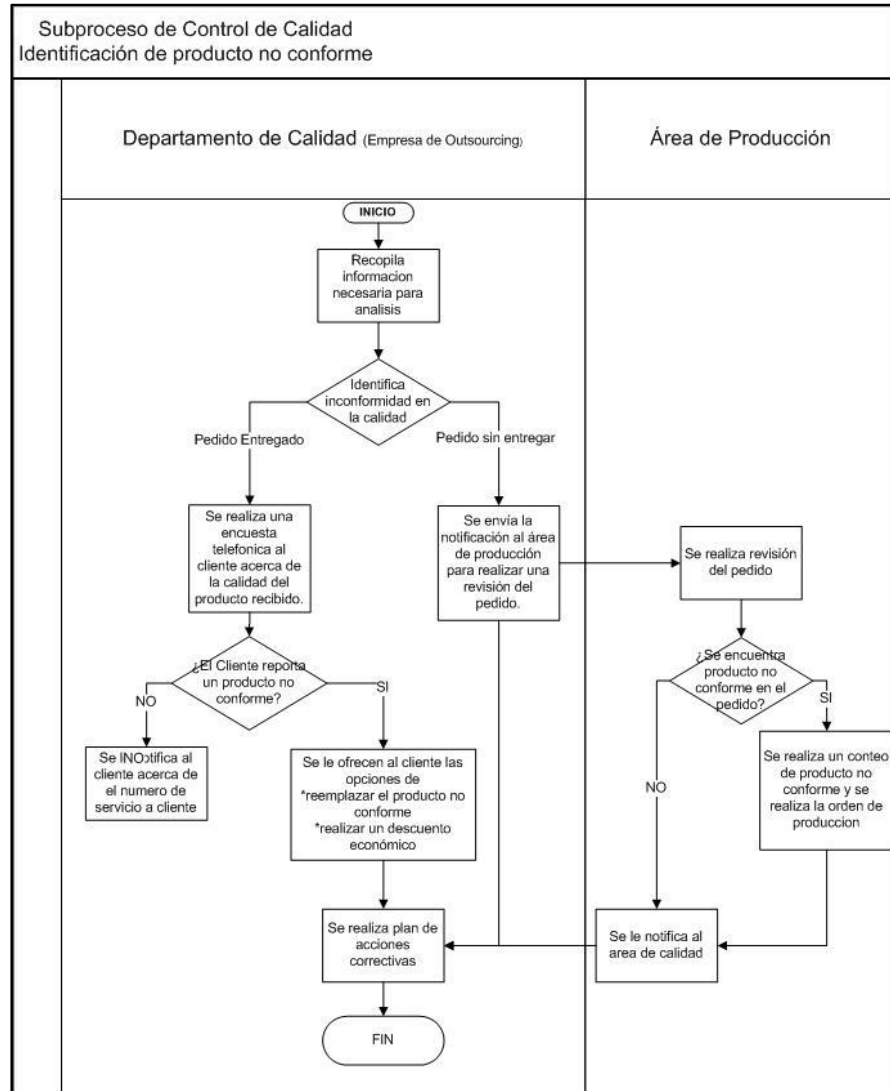 Subproceso de Control de Calidad
Identificación de producto no conforme
Departamento de Calidad (Empresa de Outsourcing)
Área de Producción
INICIO
Recopila
informacion
necesaria para
analisis
Identifica
inconformidad en
la calidad
Pedido Entregado
Pedido sin entregar
Se realiza una
encuesta
telefonica al
cliente acerca de
la calidad del
producto recibido.
Se envía la
notificación al área
de producción
para realizar una
revisión del
pedido.
Se realiza revisión
del pedido
¿El Cliente reporta
un producto no
conforme?
NO
SI
¿Se encuentra
producto no
conforme en el
pedido?
SI
NO
Se INOtifica al
cliente acerca de
el numero de
servicio a cliente
Se le ofrecen al cliente las
opciones de
*reemplazar el producto no
conforme
*realizar un descuento
económico
Se realiza un conteo
de producto no
conforme y se
realiza la orden de
produccion
Se realiza plan de
acciones
correctivas
Se le notifica al
area de calidad
FIN